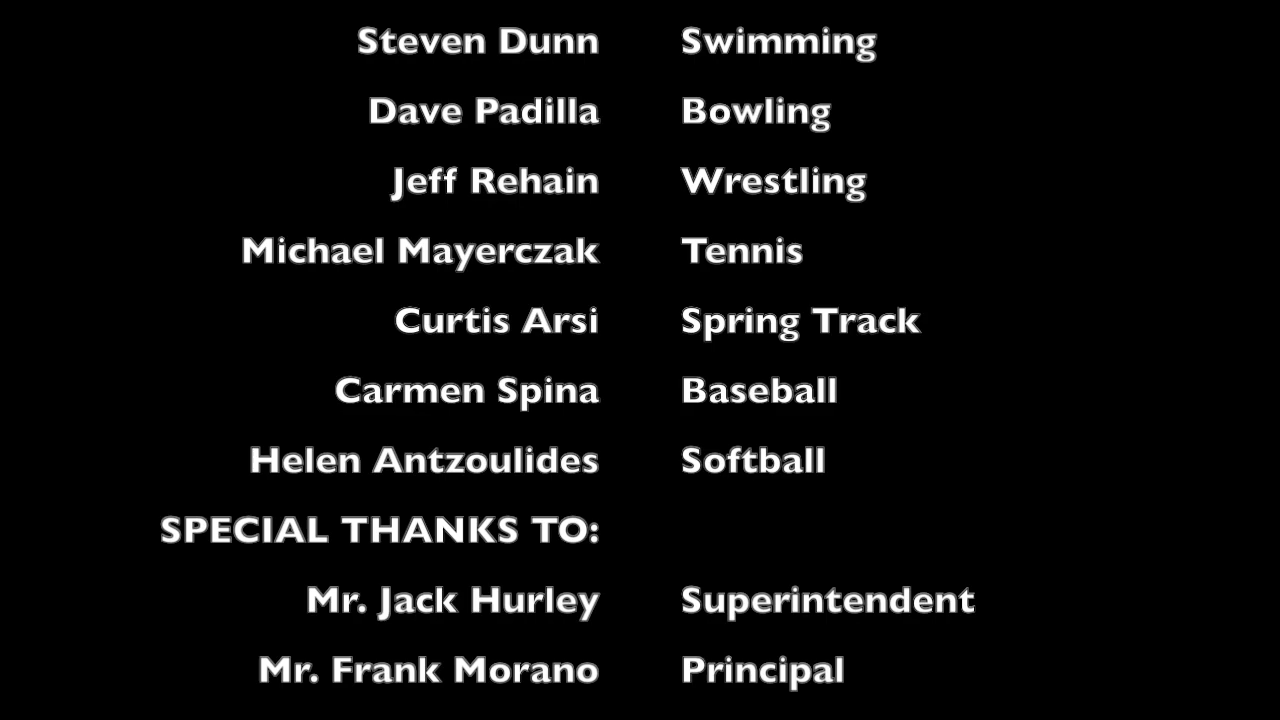 Steven Dunn Swimming
Dave Padilla Bowling
Jeff Rehain Wrestling
Michael Mayerczak Tennis
Curtis Arsi Spring Track
Carmen Spina Baseball
Helen Antzoulides Softball
SPECIAL THANKS TO:
Mr. Jack Hurley Superintendent
Mr. Frank Morano Principal